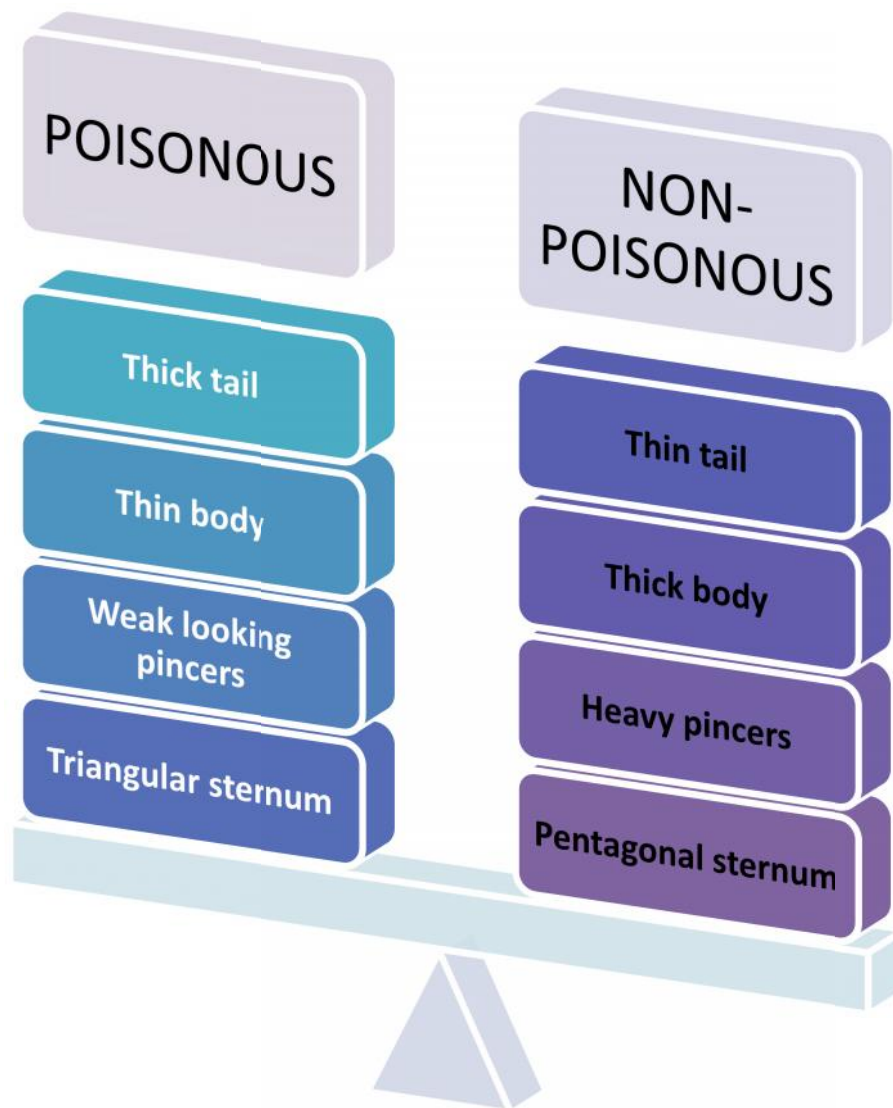 POISONOUS
Thick tail
Thin body
Weak looking
pincers
Triangular sternum
NON-
POISONOUS
Thin tail
Thick body
Heavy pincers
Pentagonal sternum